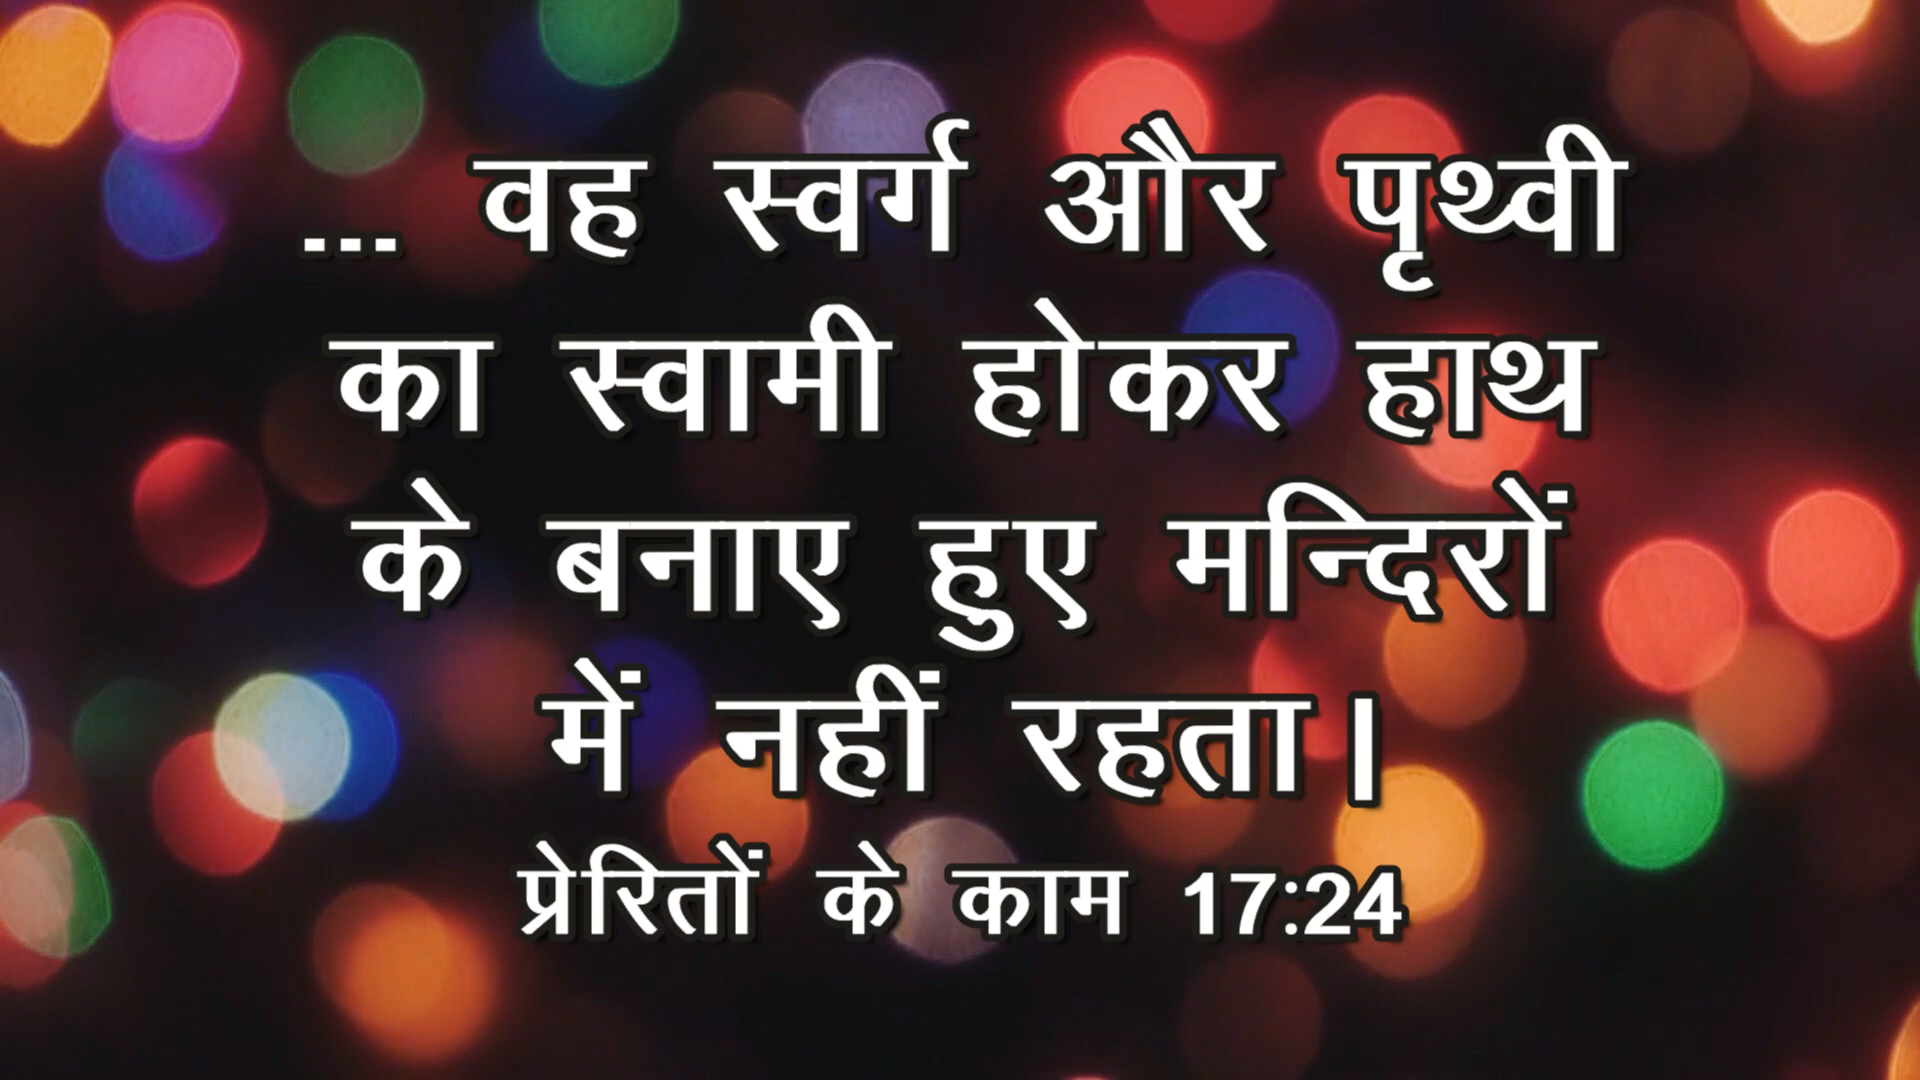 ... वह स्वर्ग और पृथ्वी
का स्वामी होकर हाथ
के बनाए हुए मन्दिरों
में नहीं रहता।
प्रेरितों के काम 17:24